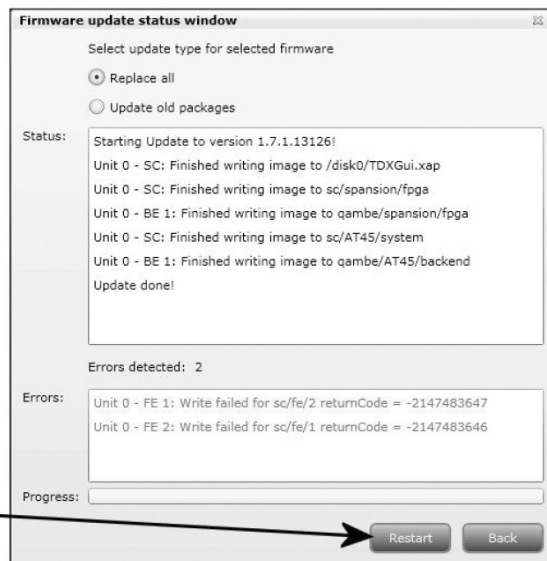 Firmware update status window
Select update type for selected firmware
Replace all
Update old packages
Status:
Starting Update to version 1.7.1.13126!
Unit 0 - SC: Finished writing image to /disk0/TDXGui.xap
Unit 0 - SC: Finished writing image to sc/spansion/fpga
Unit 0 - BE 1: Finished writing image to qambe/spansion/fpga
Unit 0 - SC: Finished writing image to sc/AT45/system
Unit 0 - BE 1: Finished writing image to qambe/AT45/backend
Update done!
Errors detected: 2
Errors:
Unit 0 - FE 1: Write failed for sc/fe/2 returnCode = -2147483647
Unit 0 - FE 2: Write failed for sc/fe/1 returnCode = -2147483646
Progress:
Restart Back